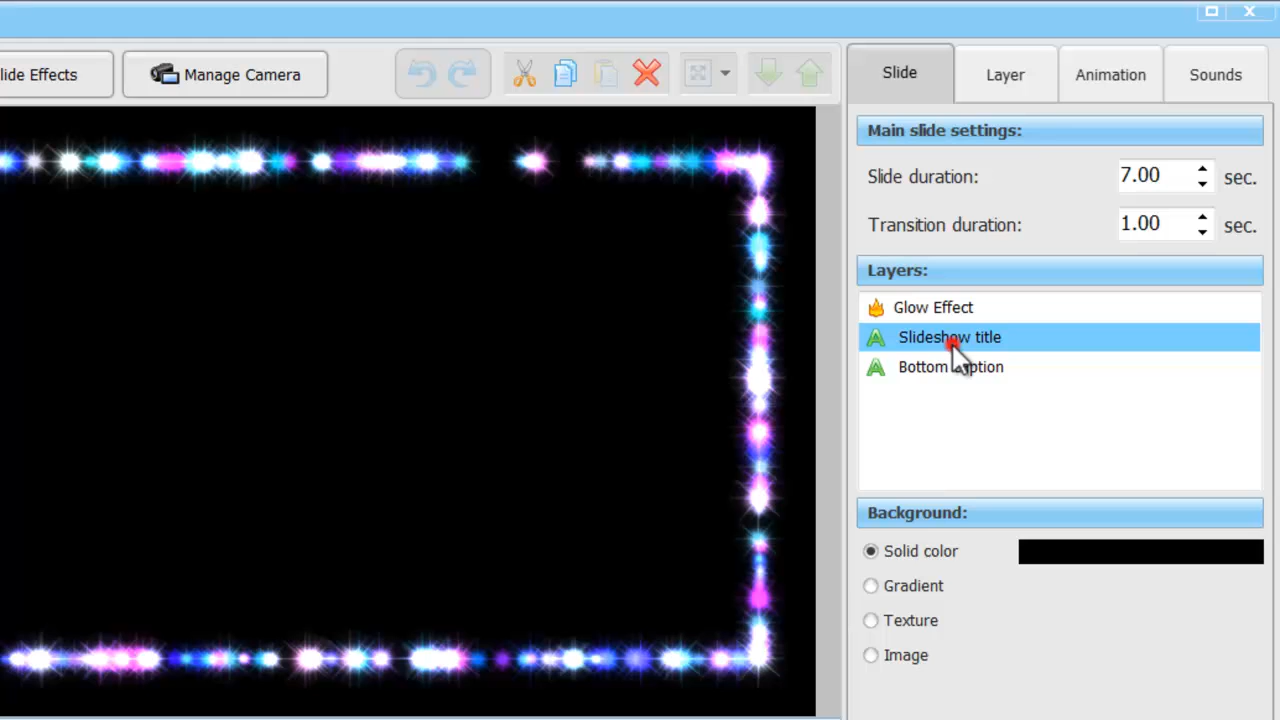 lide Effects
Manage Camera
Slide
Layer
Animation
Sounds
Main slide settings:
Slide duration: 7.00 sec.
Transition duration: 1.00 sec.
Layers:
Glow Effect
Slideshow title
Bottom caption
Background:
Solid color
Gradient
Texture
Image